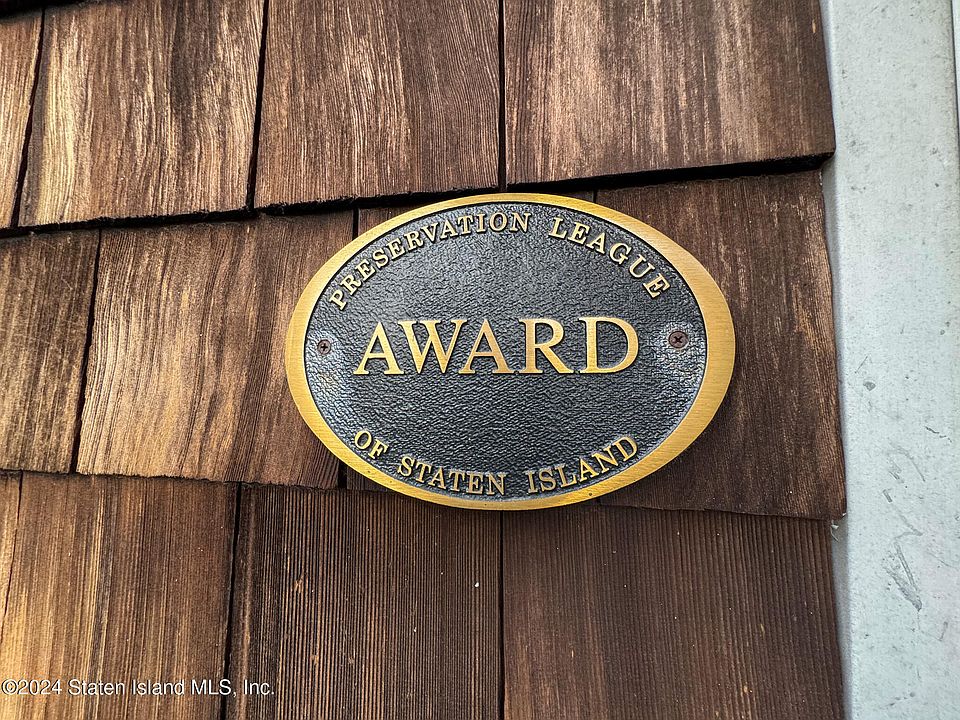 PRESERVATION LEAGUE
AWARD
OF STATEN ISLAND
©2024 Staten Island MLS, Inc.